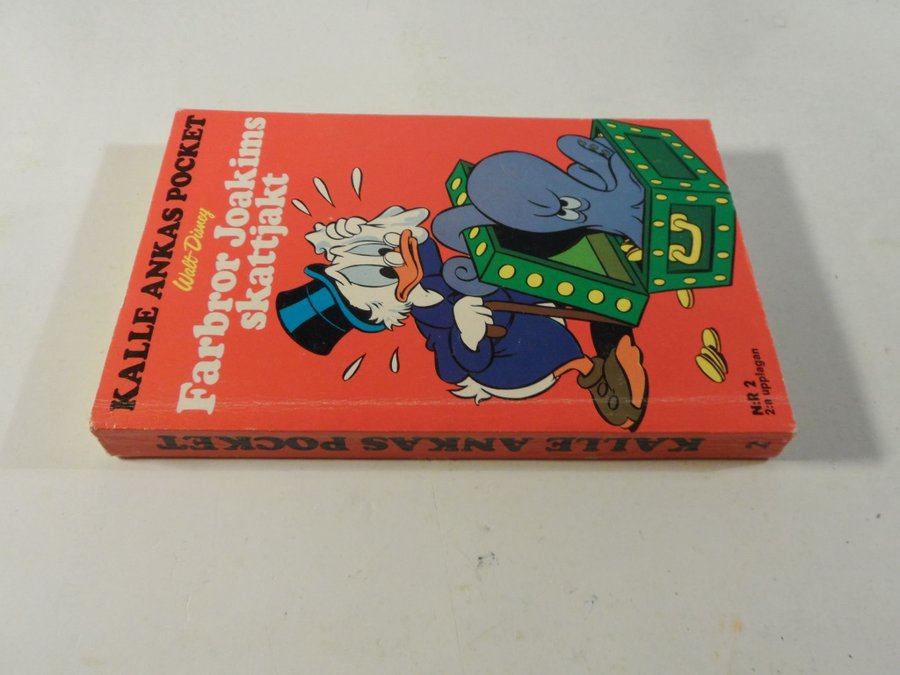 KALLE ANKAS POCKET
Walt Disney
Farbror Joakims
skattjakt
N:R 2
2:a upplagan
KALLE ANKAS POCKET
2